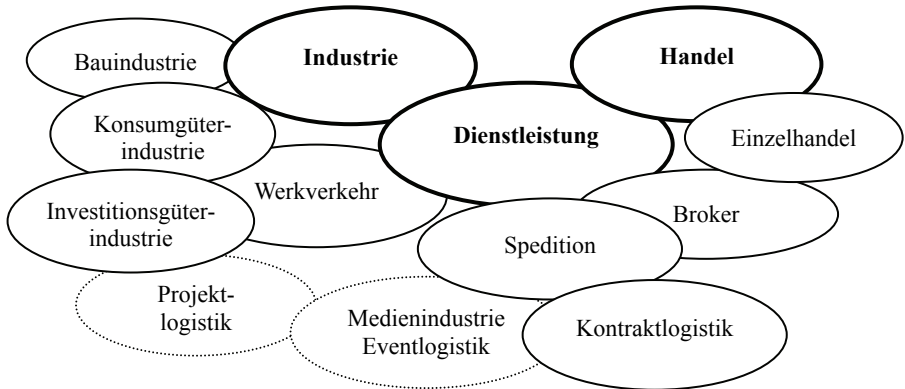 Industrie
Handel
Bauindustrie
Dienstleistung
Konsumgüter-
industrie
Einzelhandel
Werkverkehr
Investitionsgüter-
industrie
Broker
Spedition
Projekt-
logistik
Medienindustrie
Eventlogistik
Kontraktlogistik